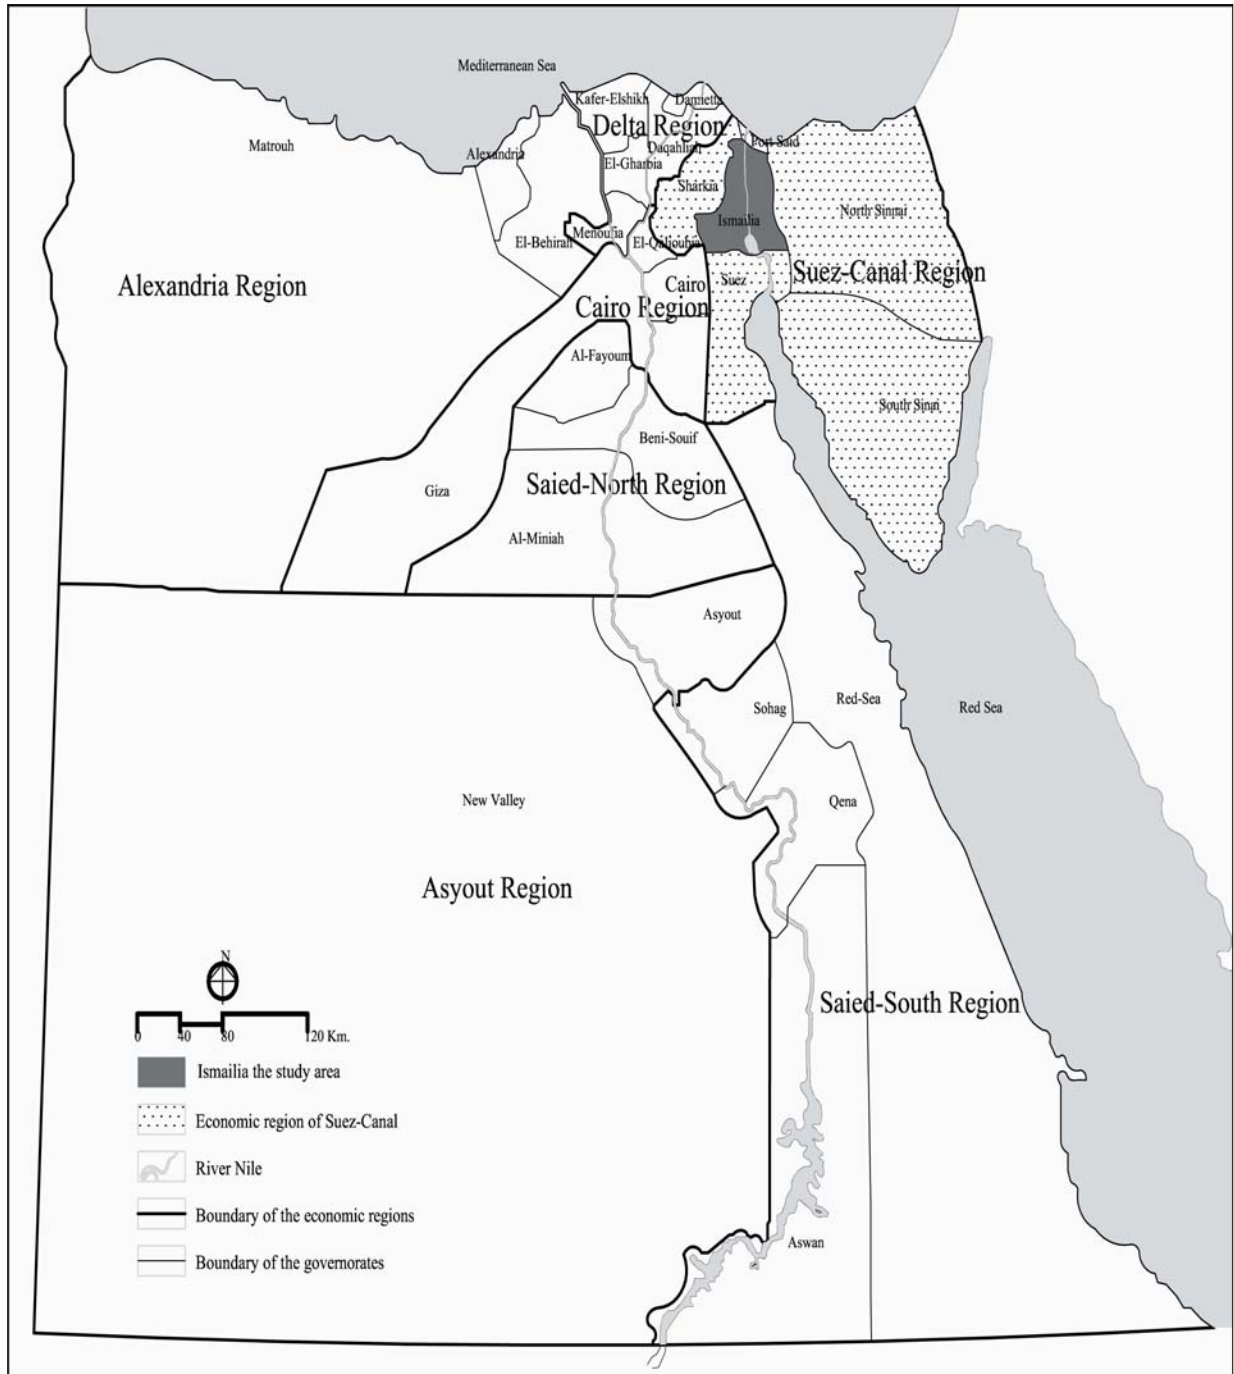 Mediterranean Sea
Kafer-Elshikh
Damietta
Delta Region
Matrouh
Alexandria
Daqahliah
Port Said
El-Gharbia
Sharkia
North Sinnai
Ismailia
Menoufia
El-Behirah
El-Qaliouhia
Alexandria Region
Suez
Suez-Canal Region
Cairo
Cairo Region
Al-Fayoum
South Sinai
Beni-Souif
Giza
Saied-North Region
Al-Miniah
Asyout
Red-Sea
Sohag
Red Sea
New Valley
Qena
Asyout Region
N
Saied-South Region
0 40 80 120 Km.
Ismailia the study area
Economic region of Suez-Canal
River Nile
Boundary of the economic regions
Aswan
Boundary of the governorates